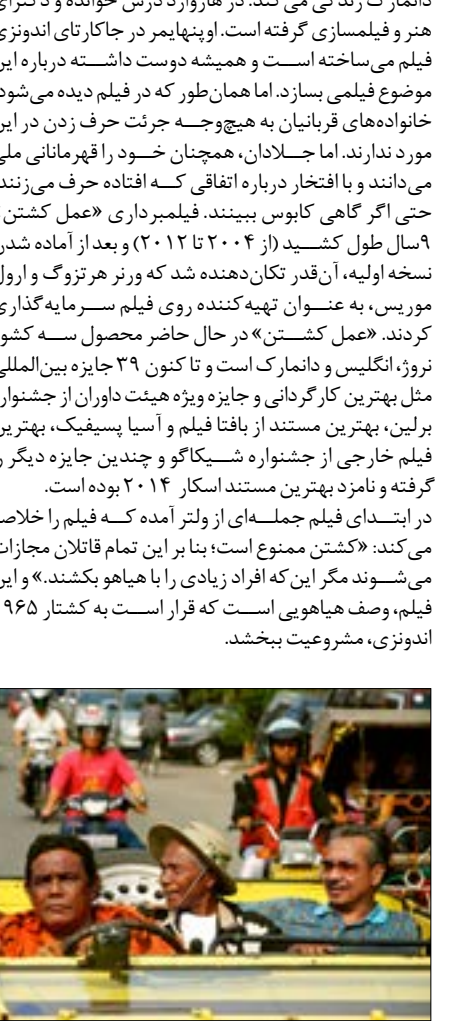 دانمارک زندگی می کند. در هاروارد درس خوانده و دکترای
هنر و فیلمسازی گرفته است. اوپنهایمر در جاکارتای اندونزی
فیلم می‌ساخته است و همیشه دوست داشته درباره این
موضوع فیلمی بسازد. اما همان‌طور که در فیلم دیده می‌شود
خانواده‌های قربانیان به هیچ‌وجه جرئت حرف زدن در این
مورد ندارند. اما جلادان، همچنان خود را قهرمانانی ملی
می‌دانند و با افتخار درباره اتفاقی که افتاده حرف می‌زنند
حتی اگر گاهی کابوس ببینند. فیلمبرداری «عمل کشتن
۹سال طول کشید (از ۲۰۰۴ تا ۲۰۱۲) و بعد از آماده شدن
نسخه اولیه، آن‌قدر تکان‌دهنده شد که ورنر هرتزوگ و ارول
موریس، به عنوان تهیه‌کننده روی فیلم سرمایه‌گذاری
کردند. «عمل کشتن» در حال حاضر محصول سه کشو
نروژ، انگلیس و دانمارک است و تا کنون ۳۹ جایزه بین‌المللی
مثل بهترین کارگردانی و جایزه ویژه هیئت داوران از جشنوار
برلین، بهترین مستند از بافتا فیلم و آسیا پسیفیک، بهترین
فیلم خارجی از جشنواره شیکاگو و چندین جایزه دیگر ر
گرفته و نامزد بهترین مستند اسکار ۲۰۱۴ بوده است.
در ابتدای فیلم جمله‌ای از ولتر آمده که فیلم را خلاص
می‌کند: «کشتن ممنوع است؛ بنا بر این تمام قاتلان مجازات
می‌شوند مگر این‌که افراد زیادی را با هیاهو بکشند.» و این
فیلم، وصف هیاهویی است که قرار است به کشتار ۹۶۵
اندونزی، مشروعیت ببخشد.